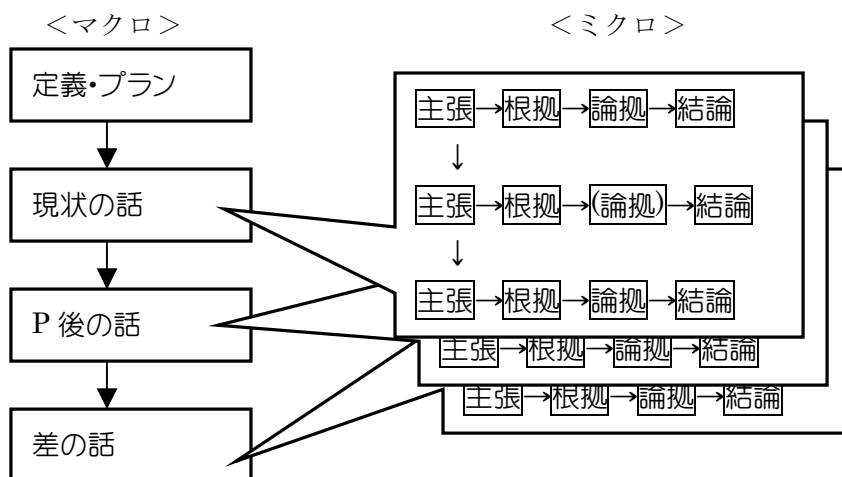 <マクロ>
<ミクロ>
定義・プラン
現状の話
P 後の話
差の話
主張→根拠→論拠→結論
↓
主張→根拠→(論拠)→結論
↓
主張→根拠→論拠→結論
主張→根拠→論拠→結論
主張→根拠→論拠→結論